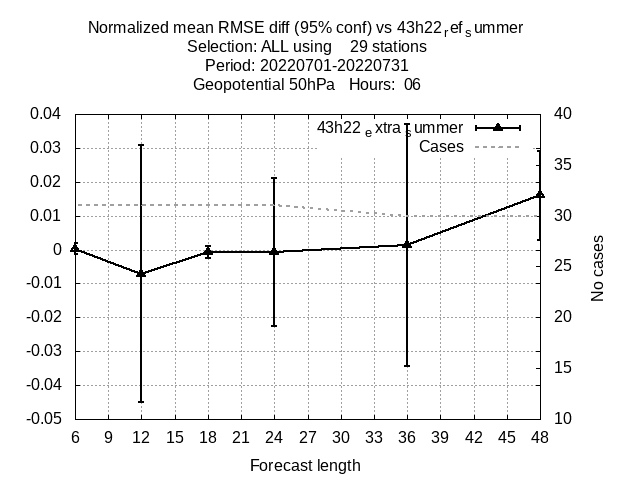 Normalized mean RMSE diff (95% conf) vs 43h22refsummer
Selection: ALL using 29 stations
Period: 20220701-20220731
Geopotential 50hPa Hours: 06
43h22extrasummer
Cases
0.04
0.03
0.02
0.01
0
-0.01
-0.02
-0.03
-0.04
-0.05
40
35
30
25
20
15
10
No cases
6 9 12 15 18 21 24 27 30 33 36 39 42 45 48
Forecast length